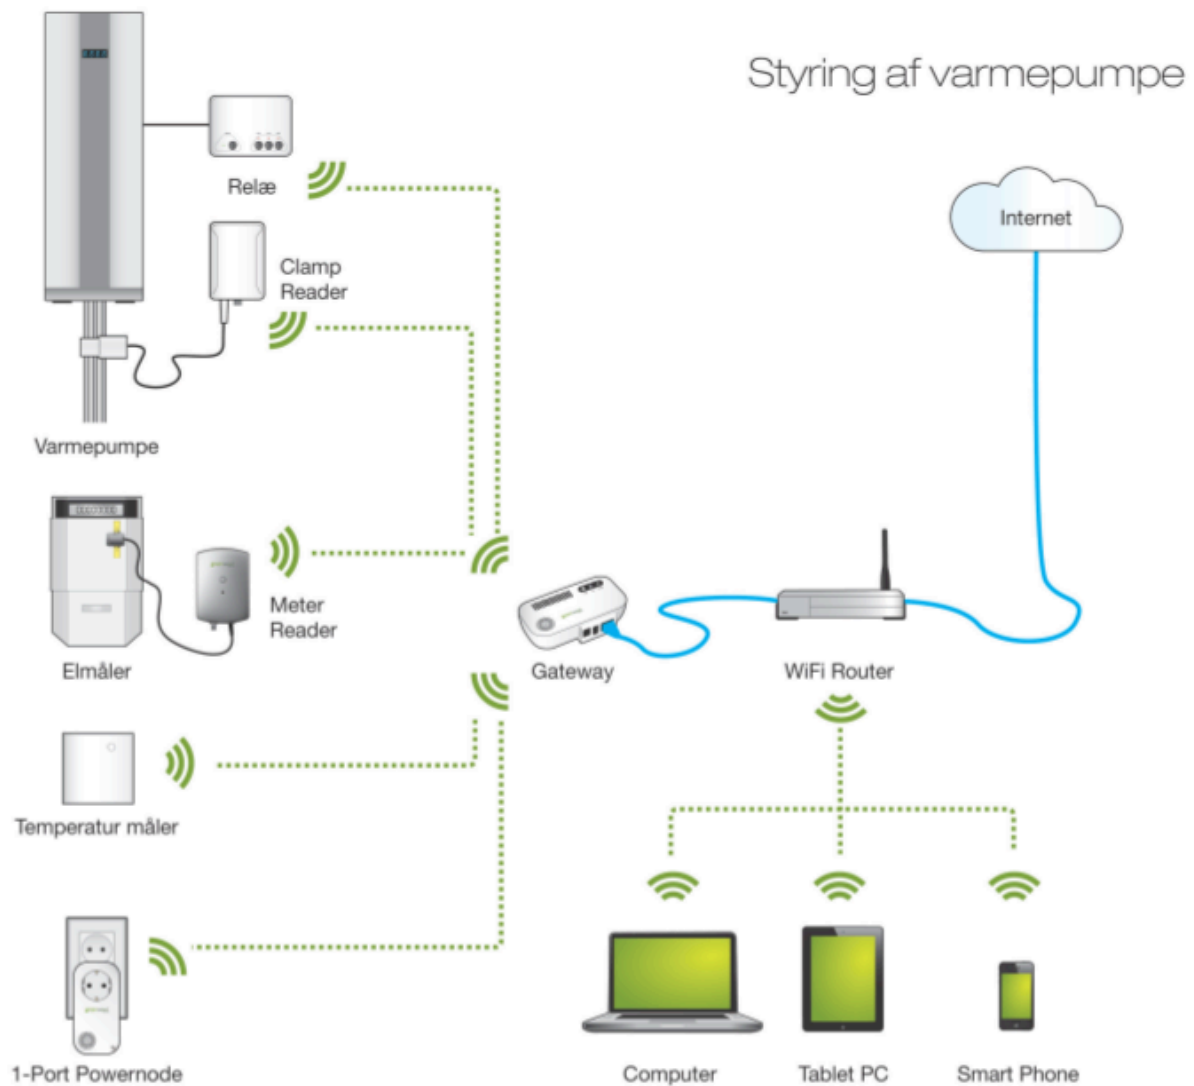 Styring af varmepumpe
Relæ
Internet
Clamp
Reader
Varmepumpe
Meter
Reader
Elmåler
Gateway
WiFi Router
Temperatur måler
1-Port Powernode
Computer
Tablet PC
Smart Phone